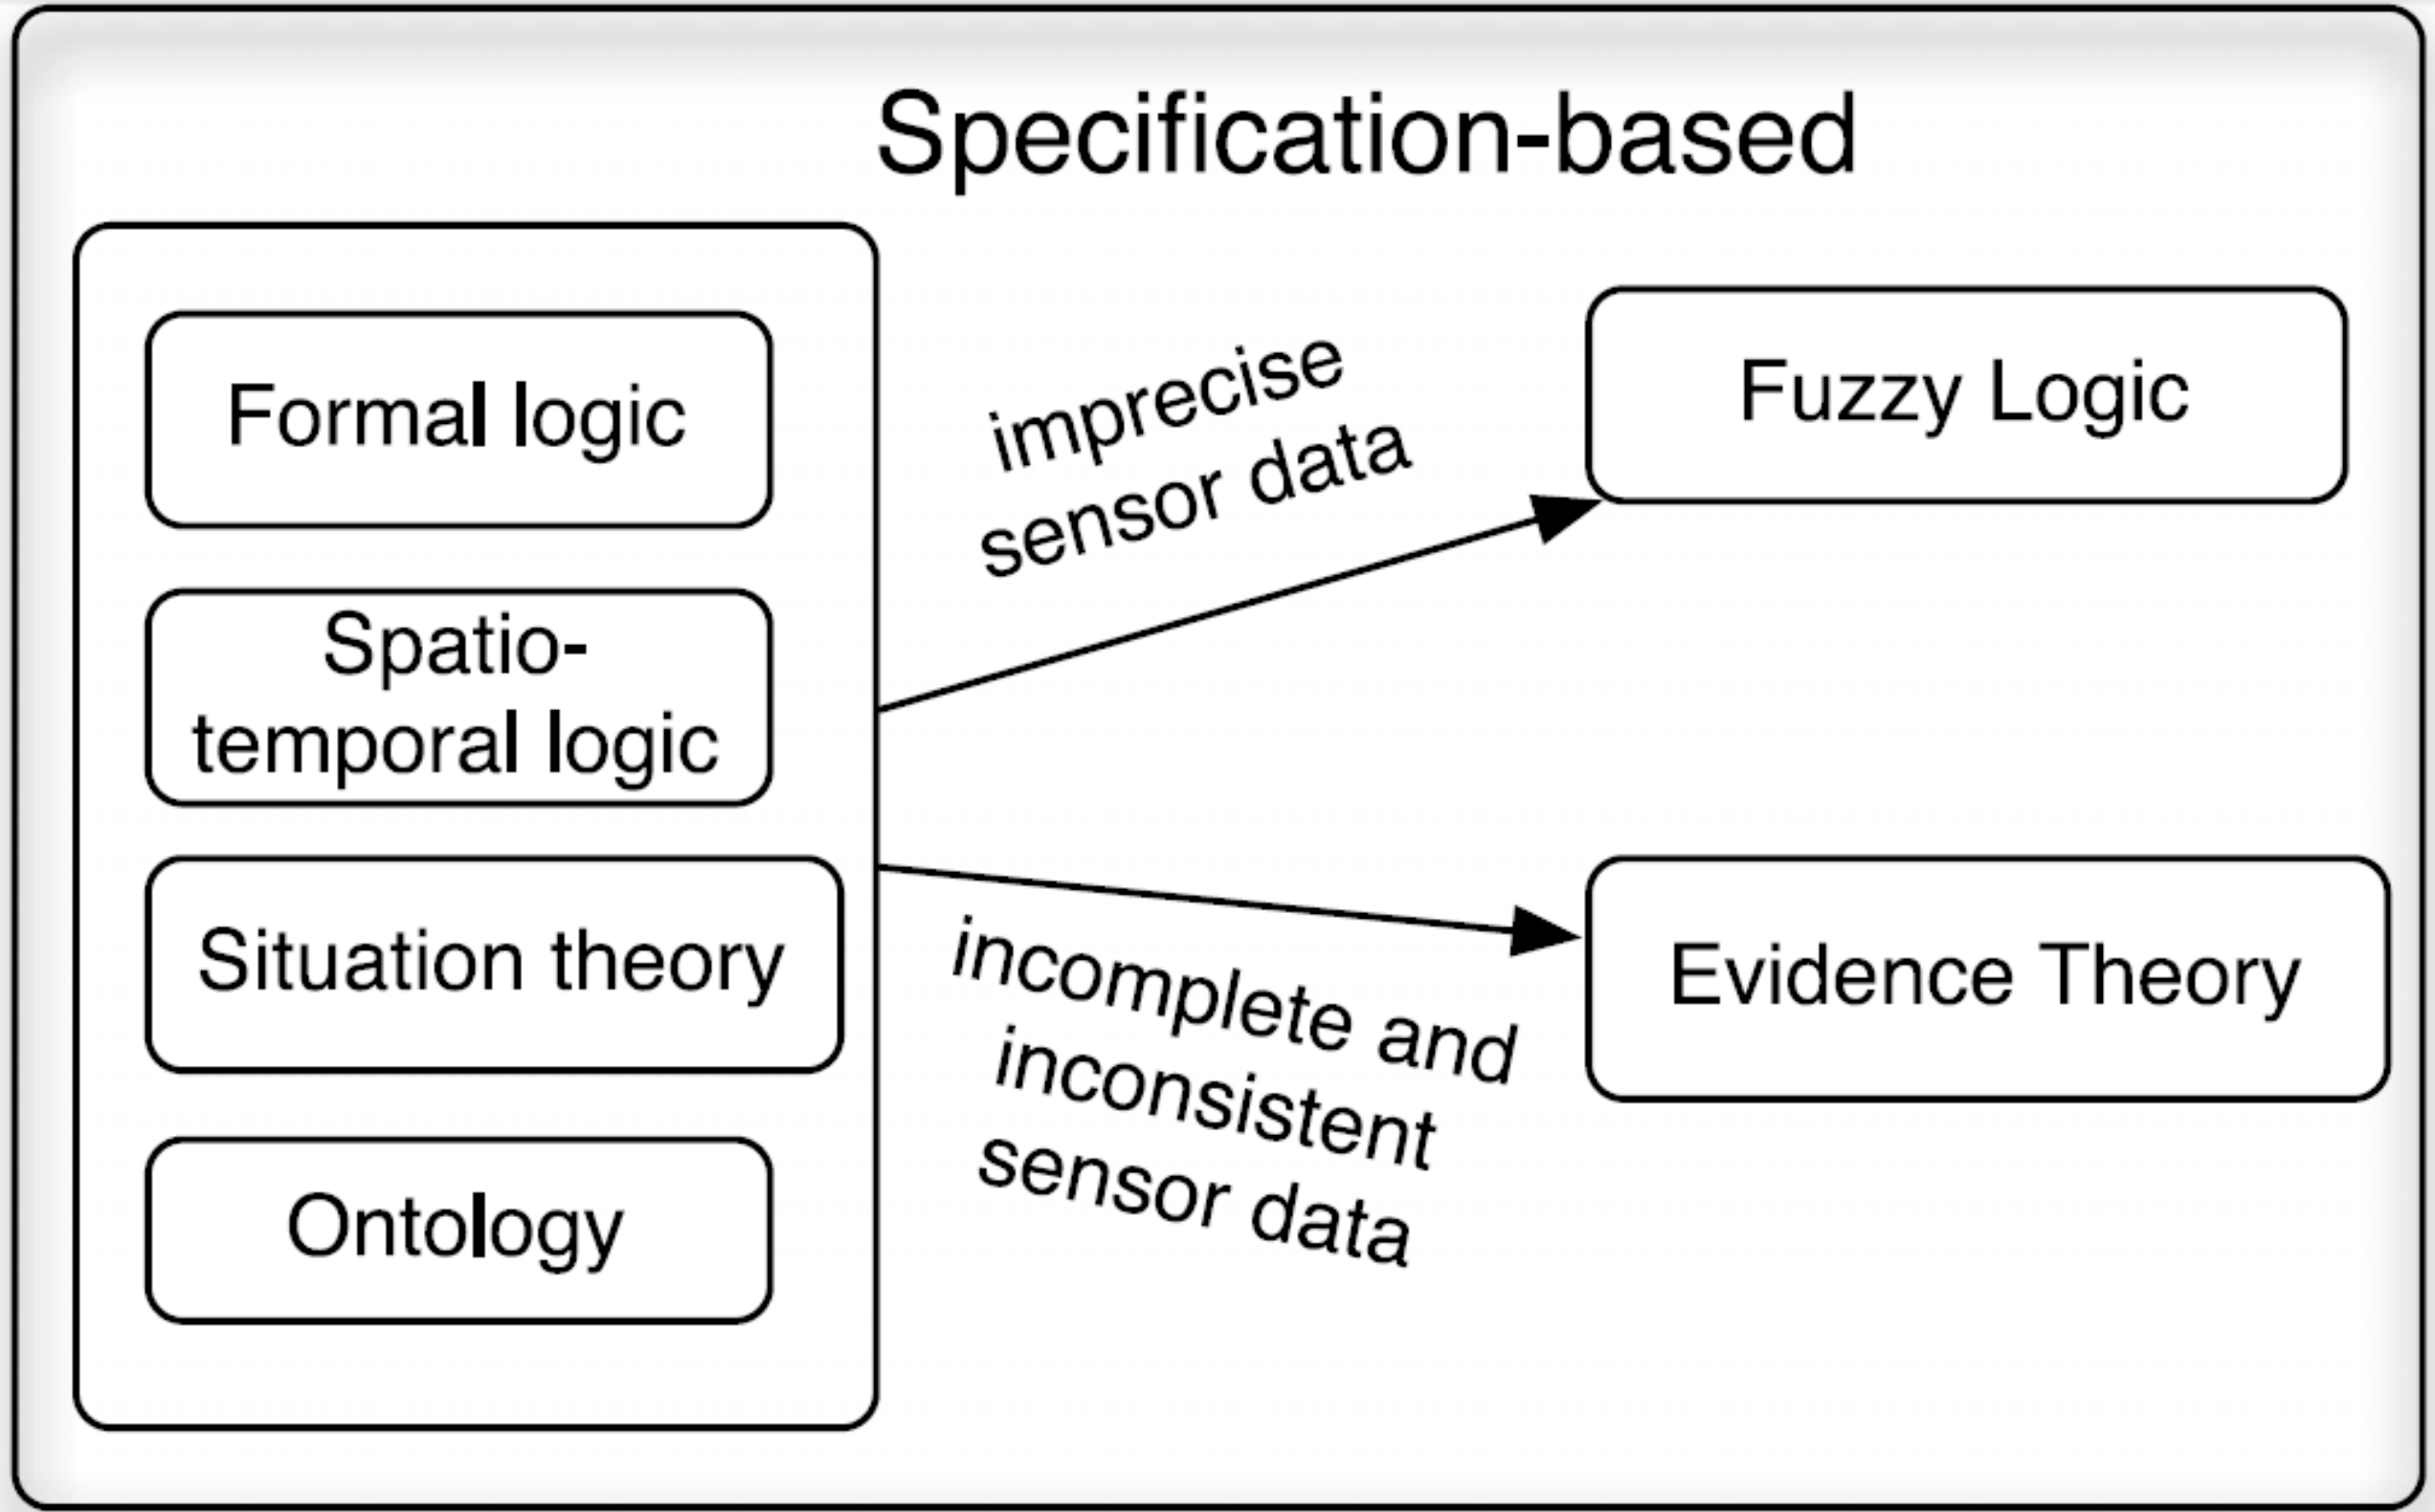 Specification-based
Formal logic
Spatio-
temporal logic
Situation theory
Ontology
imprecise
sensor data
incomplete and
inconsistent
sensor data
Fuzzy Logic
Evidence Theory